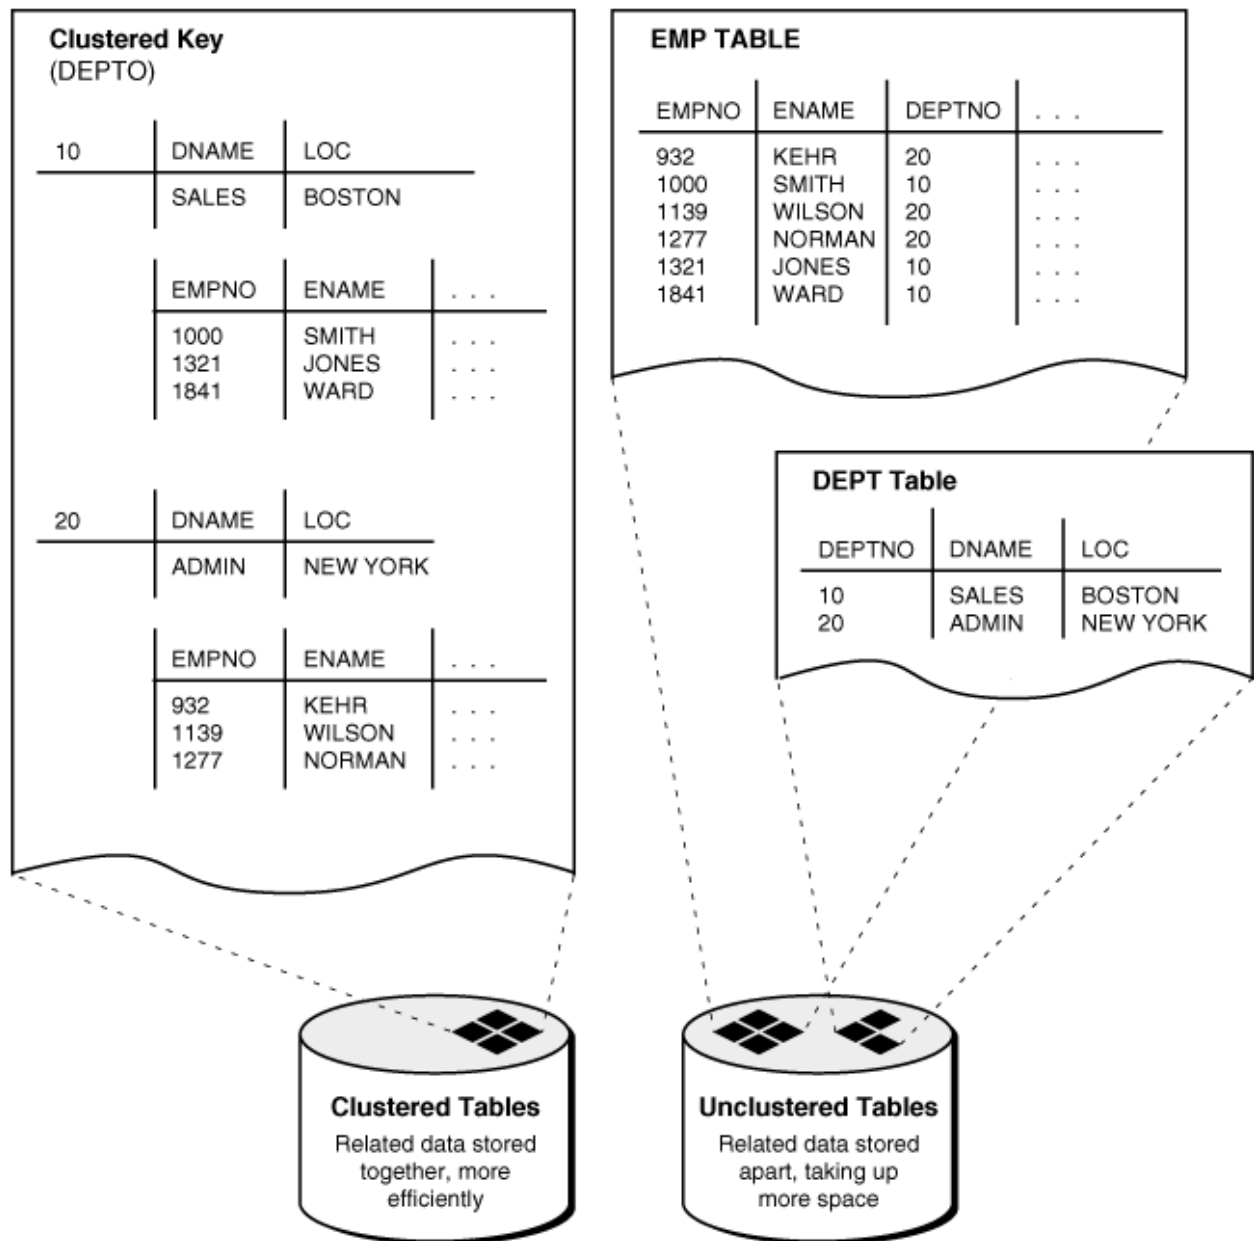 Clustered Key
(DEPTO)
10 DNAME LOC
SALES BOSTON
EMPNO ENAME . . .
1000 SMITH . . .
1321 JONES . . .
1841 WARD . . .
20 DNAME LOC
ADMIN NEW YORK
EMPNO ENAME . . .
932 KEHR . . .
1139 WILSON . . .
1277 NORMAN . . .
EMP TABLE
EMPNO ENAME DEPTNO . . .
932 KEHR 20 . . .
1000 SMITH 10 . . .
1139 WILSON 20 . . .
1277 NORMAN 20 . . .
1321 JONES 10 . . .
1841 WARD 10 . . .
DEPT Table
DEPTNO DNAME LOC
10 SALES BOSTON
20 ADMIN NEW YORK
Clustered Tables
Related data stored
together, more
efficiently
Unclustered Tables
Related data stored
apart, taking up
more space